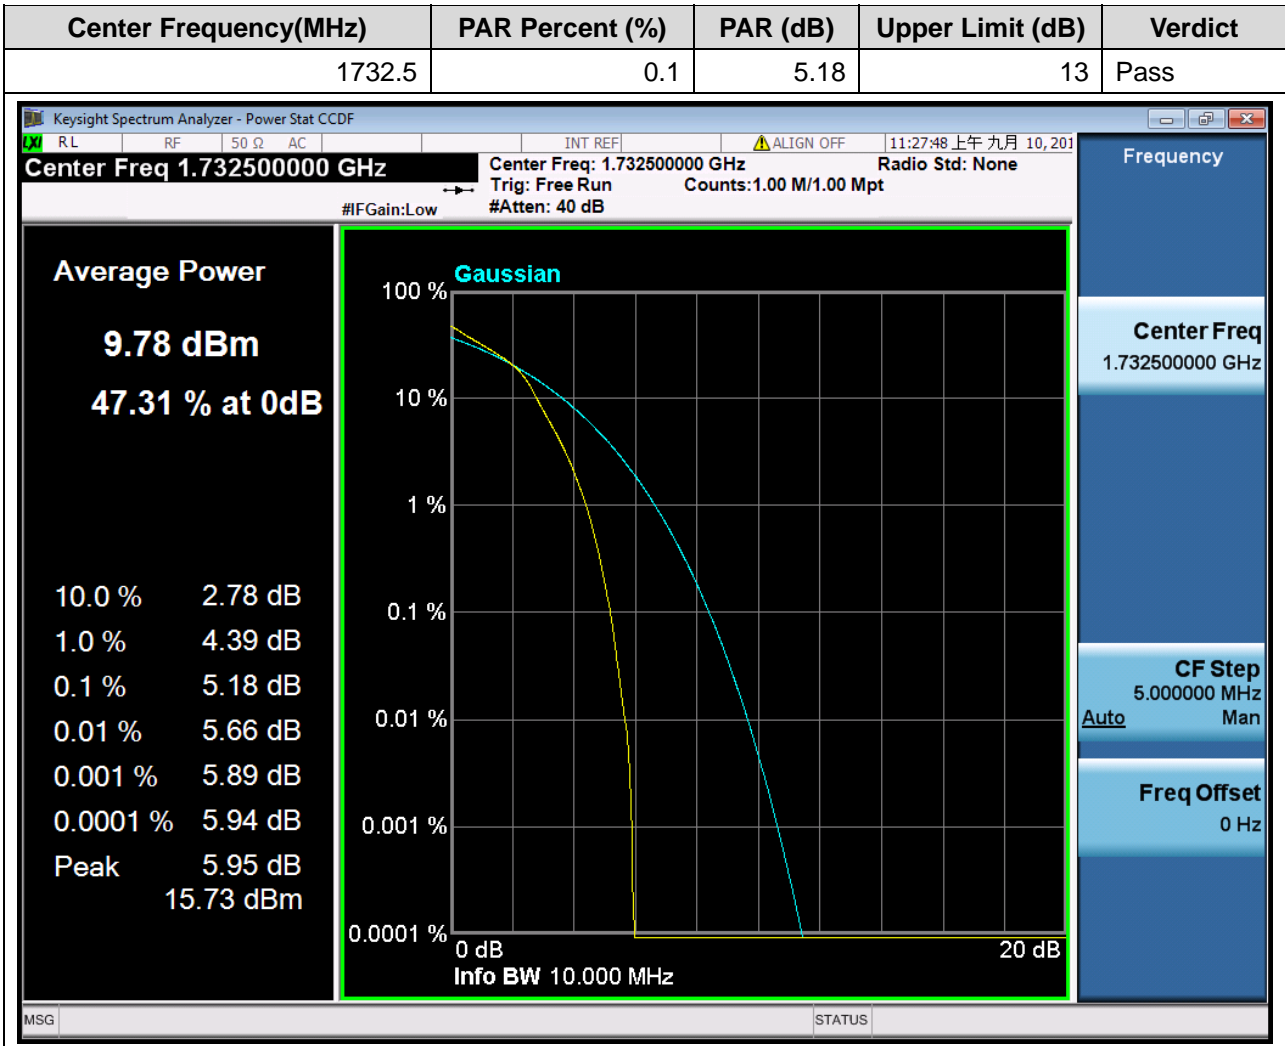 Center Frequency(MHz) PAR Percent (%) PAR (dB) Upper Limit (dB) Verdict
1732.5 0.1 5.18 13 Pass
Keysight Spectrum Analyzer - Power Stat CCDF
LXI RL RF 50 Ω AC INT REF ALIGN OFF 11:27:48 上午 九月 10, 201
Center Freq 1.732500000 GHz
Center Freq: 1.732500000 GHz Radio Std: None
Trig: Free Run Counts:1.00 M/1.00 Mpt
#IFGain:Low #Atten: 40 dB
Frequency
Average Power
9.78 dBm
47.31 % at 0dB
10.0 % 2.78 dB
1.0 % 4.39 dB
0.1 % 5.18 dB
0.01 % 5.66 dB
0.001 % 5.89 dB
0.0001 % 5.94 dB
Peak 5.95 dB
15.73 dBm
Gaussian
100 %
10 %
1 %
0.1 %
0.01 %
0.001 %
0.0001 %
0 dB 20 dB
Info BW 10.000 MHz
Center Freq
1.732500000 GHz
CF Step
5.000000 MHz
Auto Man
Freq Offset
0 Hz
MSG STATUS